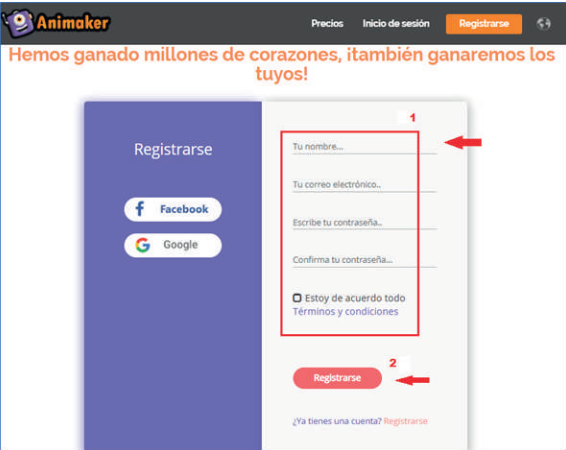 Animaker
Precios Inicio de sesión Registrarse
Hemos ganado millones de corazones, ¡también ganaremos los
tuyos!
Registrarse
Facebook
Google
1
Tu nombre...
Tu correo electrónico..
Escribe tu contraseña..
Confirma tu contraseña...
Estoy de acuerdo todo
Términos y condiciones
2
Registrarse
¿Ya tienes una cuenta? Registrarse